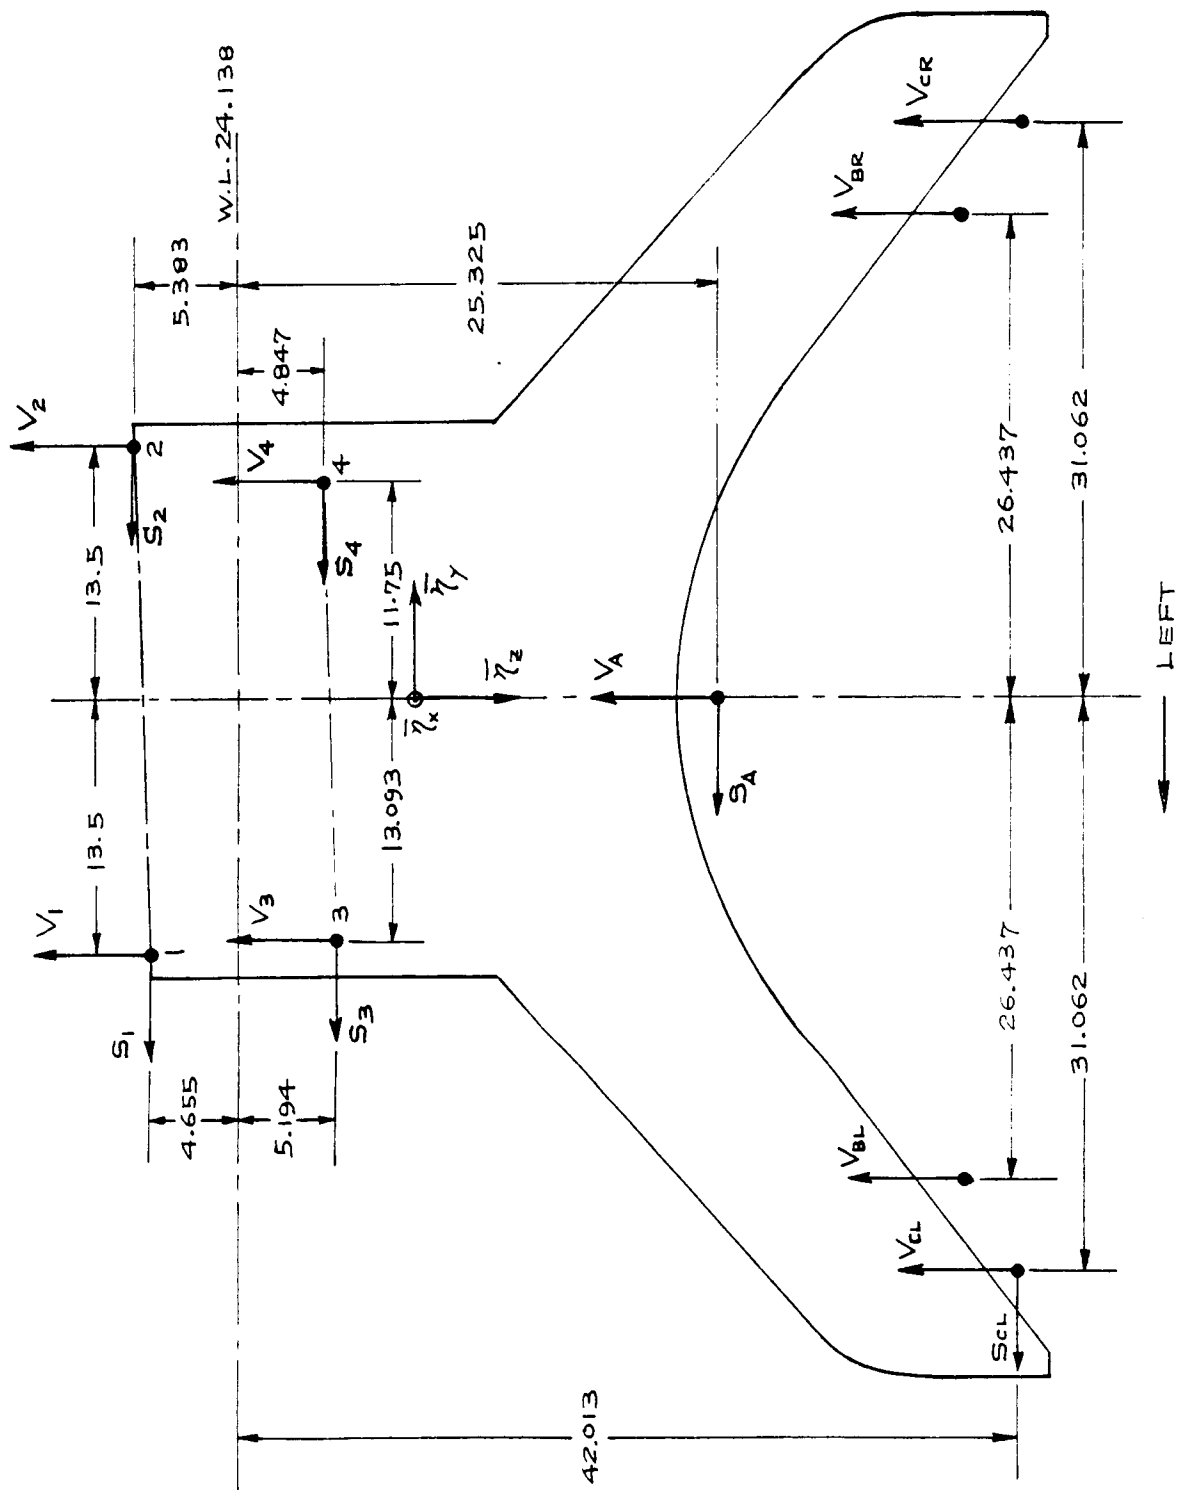 V1
V2
W.L. 24.138
13.5
13.5
5.383
S1
1
2
S2
4.655
V3
V4
4.847
5.194
S3
3
4
S4
25.325
13.093
11.75
η̄x
η̄y
η̄z
VA
SA
VBL
VCL
VBR
VCR
SCL
42.013
26.437
26.437
31.062
31.062
LEFT